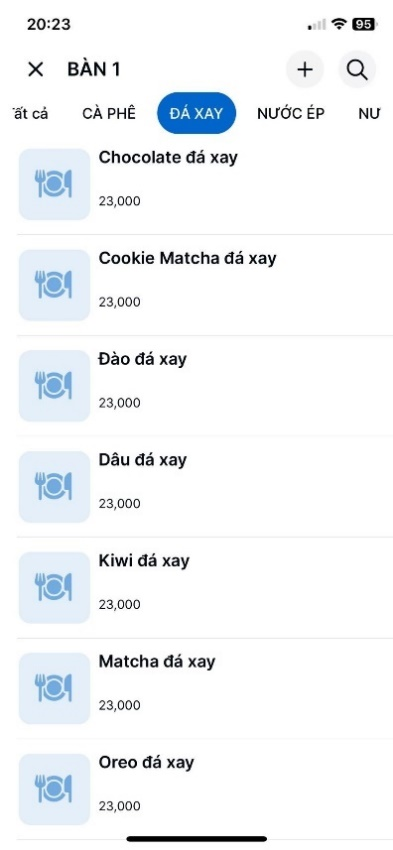 20:23
95
BÀN 1
ất cả
CÀ PHÊ
ĐÁ XAY
NƯỚC ÉP
NƯ
Chocolate đá xay
23,000
Cookie Matcha đá xay
23,000
Đào đá xay
23,000
Dâu đá xay
23,000
Kiwi đá xay
23,000
Matcha đá xay
23,000
Oreo đá xay
23,000